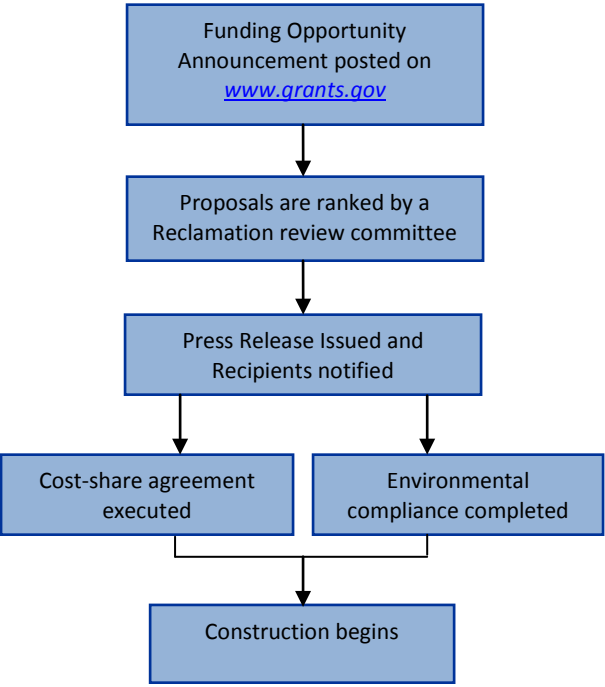 Funding Opportunity
Announcement posted on
www.grants.gov
Proposals are ranked by a
Reclamation review committee
Press Release Issued and
Recipients notified
Cost-share agreement
executed
Environmental
compliance completed
Construction begins